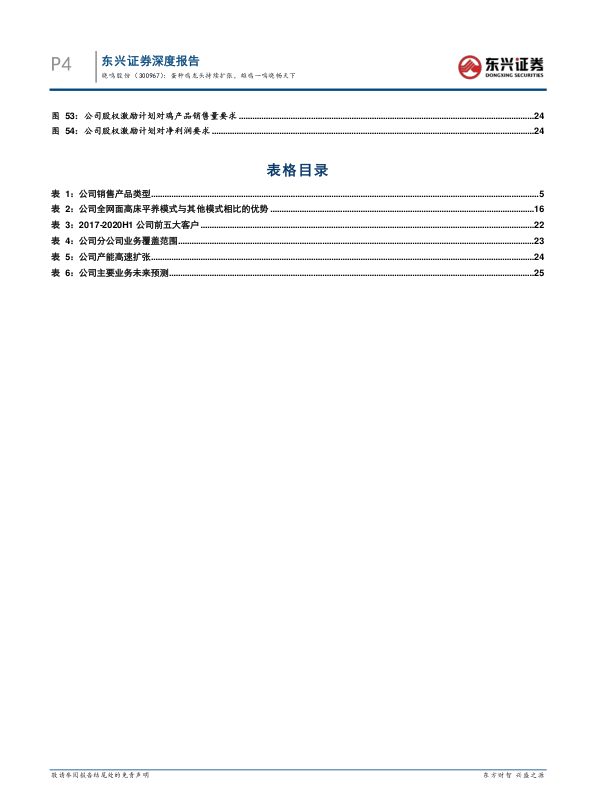 P4
东兴证券深度报告
晓鸣股份（300967）：蛋种鸡龙头持续扩张，雄鸡一鸣晓畅天下
东兴证券
DONGXING SECURITIES
图 53：公司股权激励计划对鸡产品销售量要求 24
图 54：公司股权激励计划对净利润要求 24
表格目录
表 1：公司销售产品类型 5
表 2：公司全网面高床平养模式与其他模式相比的优势 16
表 3：2017-2020H1 公司前五大客户 22
表 4：公司分公司业务覆盖范围 23
表 5：公司产能高速扩张 24
表 6：公司主要业务未来预测 25
敬请参阅报告结尾处的免责声明
东方财智 兴盛之源